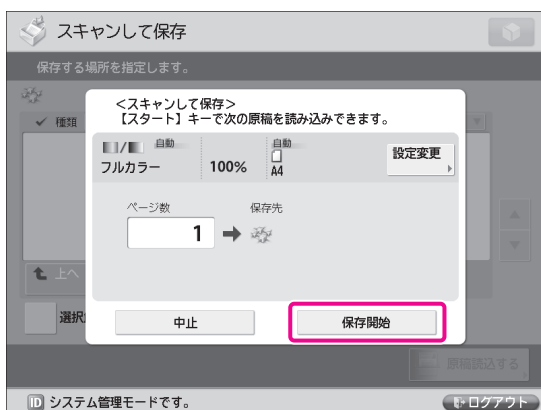 スキャンして保存
保存する場所を指定します。
種類
<スキャンして保存>
【スタート】キーで次の原稿を読み込みできます。
自動
フルカラー
100%
自動
A4
設定変更
ページ数
保存先
1
上へ
選択
中止
保存開始
原稿読込する
ID システム管理モードです。
ログアウト